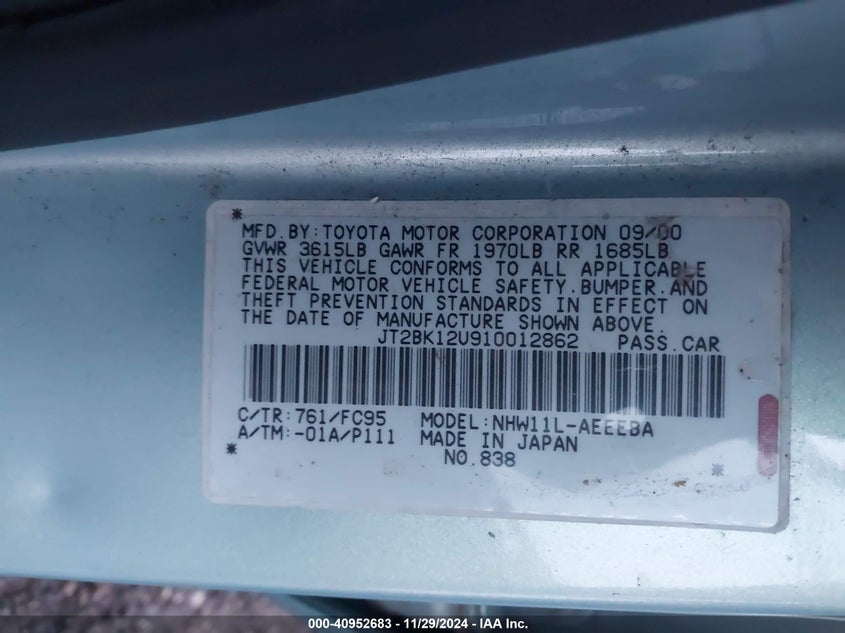 MFD.BY:TOYOTA MOTOR CORPORATION 09/00
GVWR 3615LB GAWR FR 1970LB RR 1685LB
THIS VEHICLE CONFORMS TO ALL APPLICABLE
FEDERAL MOTOR VEHICLE SAFETY.BUMPER.AND
THEFT PREVENTION STANDARDS IN EFFECT ON
THE DATE OF MANUFACTURE SHOWN ABOVE.
JT2BK12U910012862 PASS.CAR
C/TR:761/FC95 MODEL:NHW11L-AEEEBA
A/TM:-01A/P111 MADE IN JAPAN
NO.838
000-40952683 - 11/29/2024 - IAA Inc.